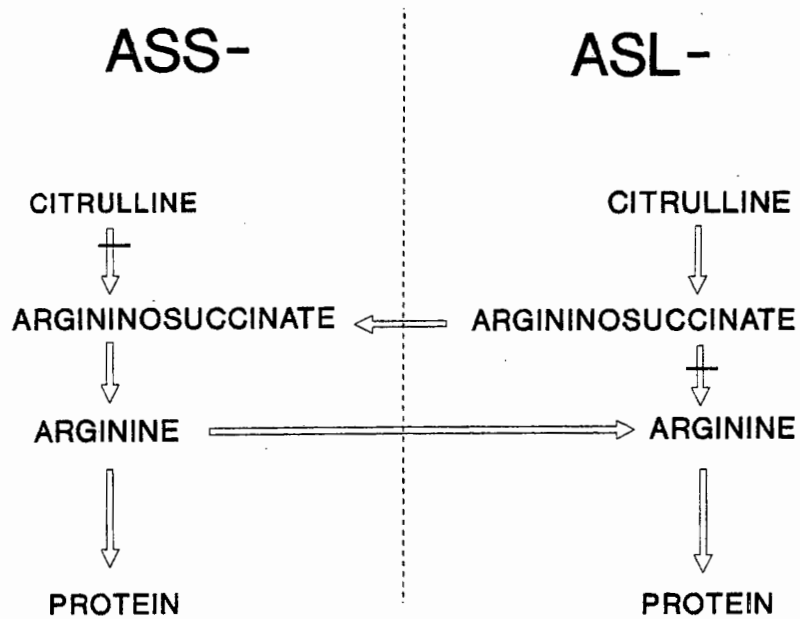 ASS-
ASL-
CITRULLINE
CITRULLINE
ARGININOSUCCINATE
ARGININOSUCCINATE
ARGININE
ARGININE
PROTEIN
PROTEIN